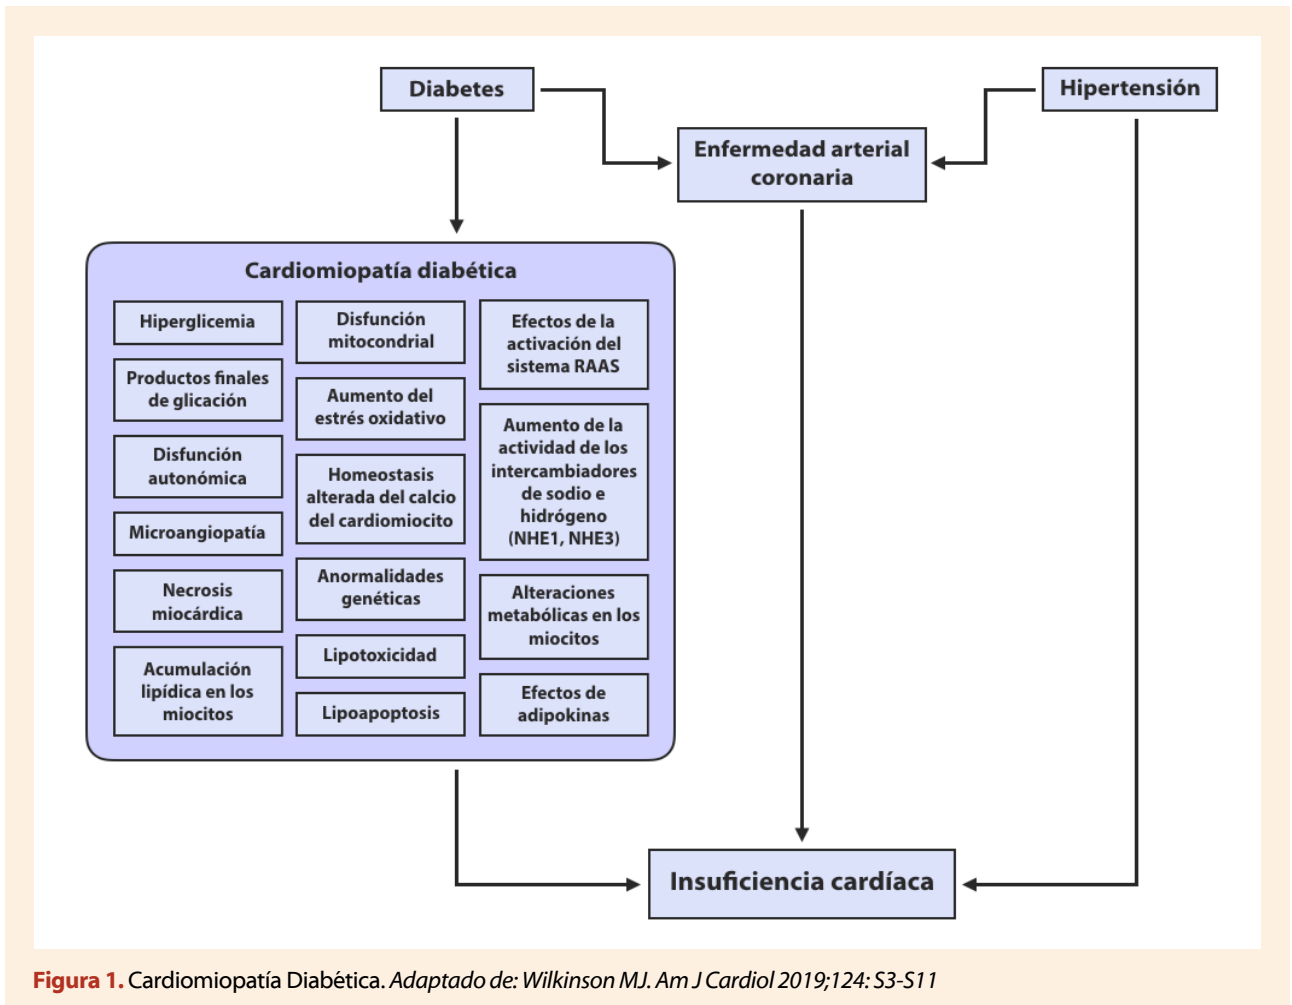 Diabetes
Hipertensión
Enfermedad arterial
coronaria
Cardiomiopatía diabética
Hiperglicemia
Productos finales
de glicación
Disfunción
autonómica
Microangiopatía
Necrosis
miocárdica
Acumulación
lipídica en los
miocitos
Disfunción
mitocondrial
Aumento del
estrés oxidativo
Homeostasis
alterada del calcio
del cardiomiocito
Anormalidades
genéticas
Lipotoxicidad
Lipoapoptosis
Efectos de la
activación del
sistema RAAS
Aumento de la
actividad de los
intercambiadores
de sodio e
hidrógeno
(NHE1, NHE3)
Alteraciones
metabólicas en los
miocitos
Efectos de
adipokinas
Insuficiencia cardíaca
Figura 1. Cardiomiopatía Diabética. Adaptado de: Wilkinson MJ. Am J Cardiol 2019;124: S3-S11